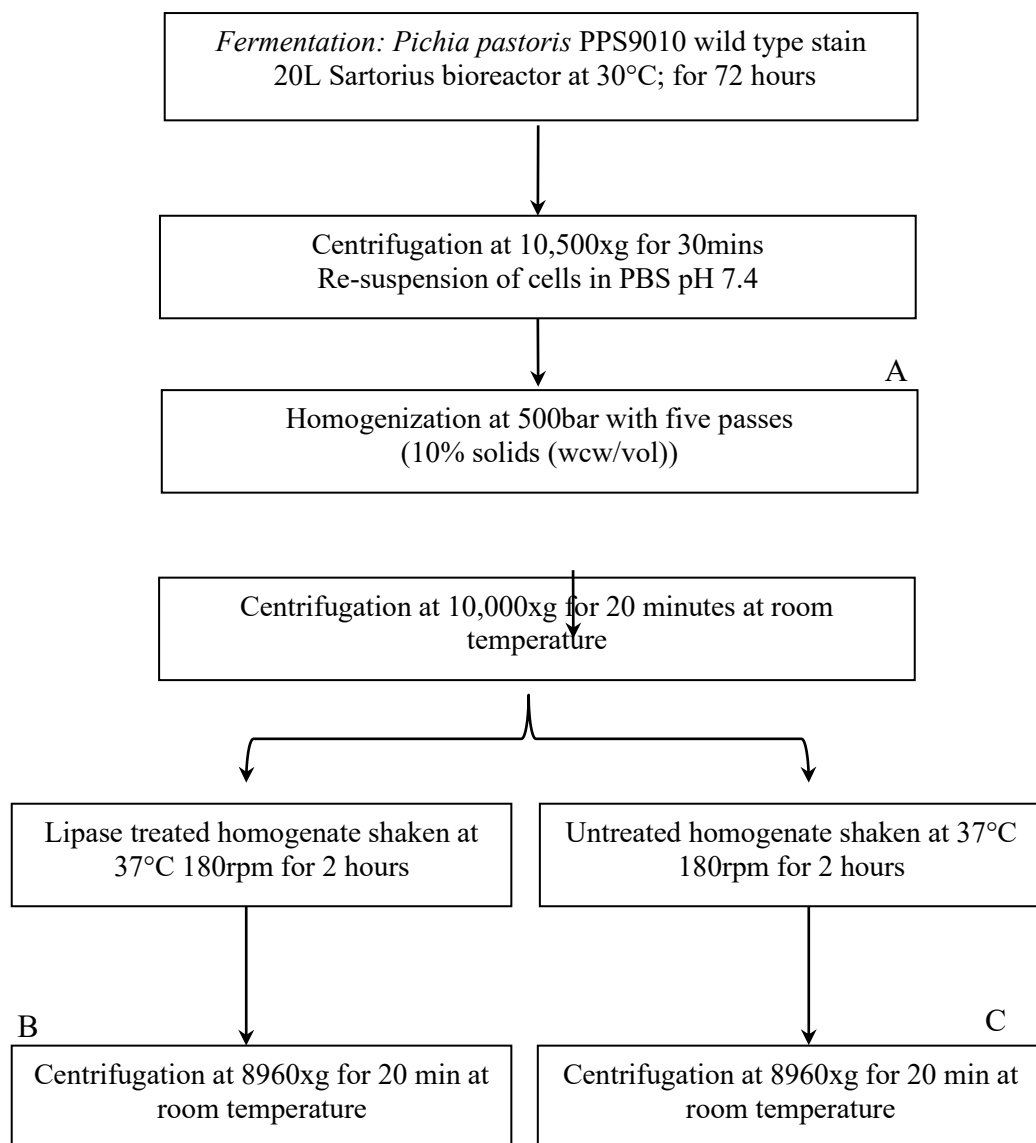 Fermentation: Pichia pastoris PPS9010 wild type stain
20L Sartorius bioreactor at 30°C; for 72 hours
Centrifugation at 10,500xg for 30mins
Re-suspension of cells in PBS pH 7.4
A
Homogenization at 500bar with five passes
(10% solids (wcw/vol))
Centrifugation at 10,000xg for 20 minutes at room
temperature
Lipase treated homogenate shaken at
37°C 180rpm for 2 hours
Untreated homogenate shaken at 37°C
180rpm for 2 hours
B
C
Centrifugation at 8960xg for 20 min at
room temperature
Centrifugation at 8960xg for 20 min at
room temperature